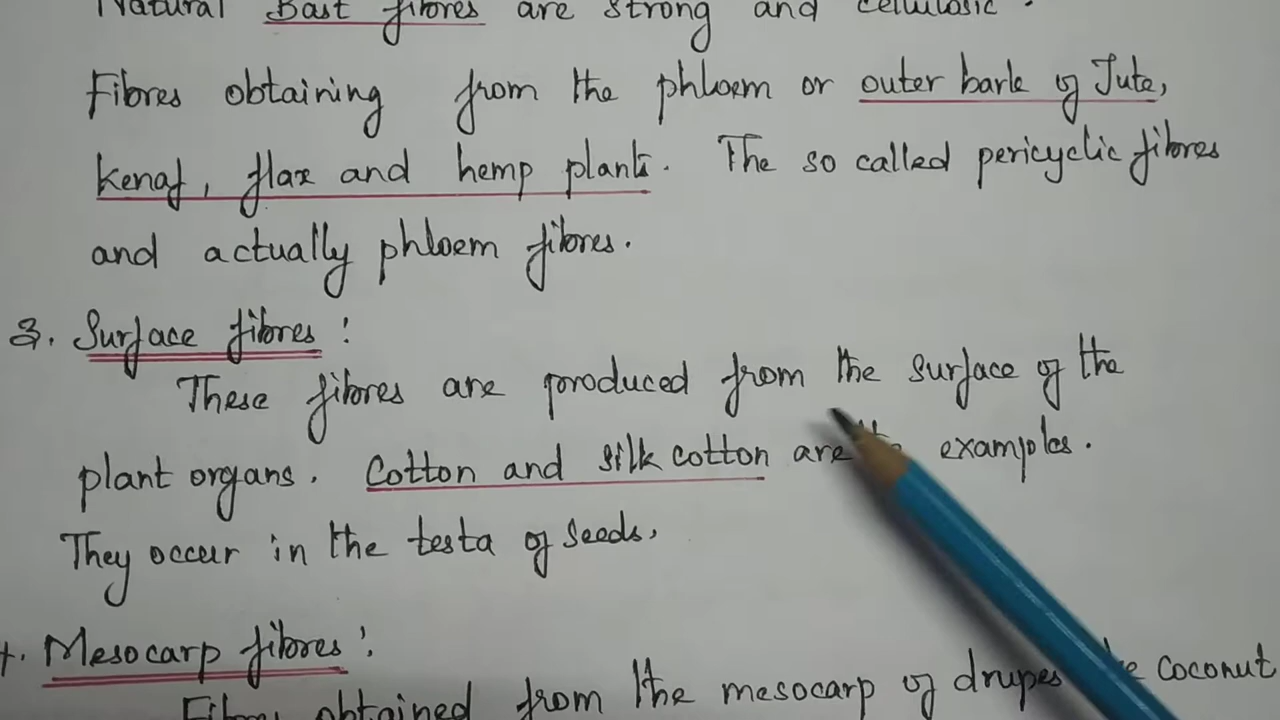 Natural Bast fibres are strong and cellulosic.
Fibres obtaining from the phloem or outer bark of Jute,
kenaf, flax and hemp plants. The so called pericyclic fibres
and actually phloem fibres.
3. Surface fibres:
These fibres are produced from the surface of the
plant organs. Cotton and silk cotton are examples.
They occur in the testa of seeds.
Mesocarp fibres:
obtained from the mesocarp of drupes coconut